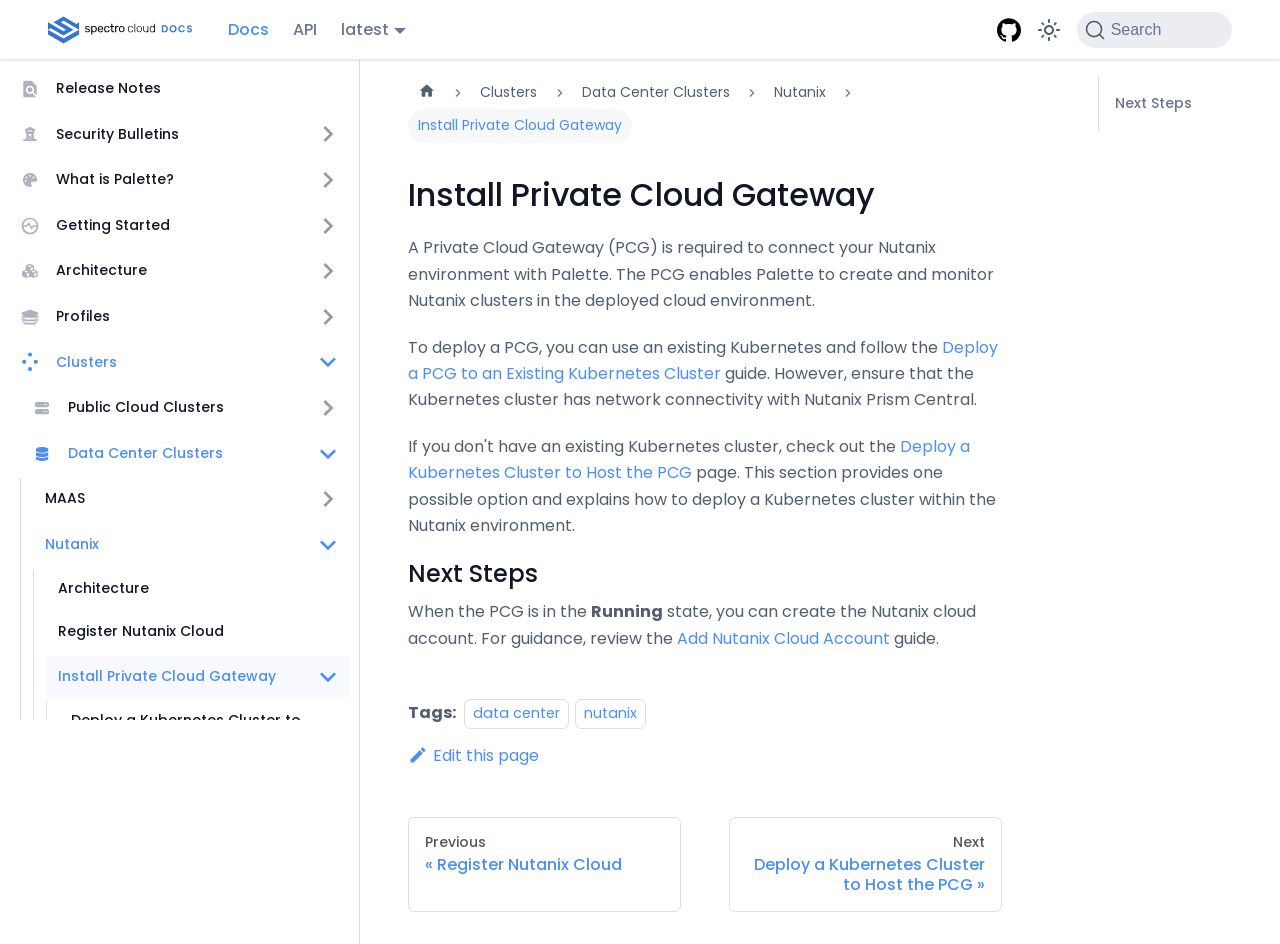 spectro cloud DOCS
Docs
API
latest
Search
Release Notes
Security Bulletins
What is Palette?
Getting Started
Architecture
Profiles
Clusters
Public Cloud Clusters
Data Center Clusters
MAAS
Nutanix
Architecture
Register Nutanix Cloud
Install Private Cloud Gateway
Deploy a Kubernetes Cluster to
Clusters
Data Center Clusters
Nutanix
Install Private Cloud Gateway
Install Private Cloud Gateway
A Private Cloud Gateway (PCG) is required to connect your Nutanix
environment with Palette. The PCG enables Palette to create and monitor
Nutanix clusters in the deployed cloud environment.
To deploy a PCG, you can use an existing Kubernetes and follow the Deploy
a PCG to an Existing Kubernetes Cluster guide. However, ensure that the
Kubernetes cluster has network connectivity with Nutanix Prism Central.
If you don't have an existing Kubernetes cluster, check out the Deploy a
Kubernetes Cluster to Host the PCG page. This section provides one
possible option and explains how to deploy a Kubernetes cluster within the
Nutanix environment.
Next Steps
When the PCG is in the Running state, you can create the Nutanix cloud
account. For guidance, review the Add Nutanix Cloud Account guide.
Tags: data center nutanix
Edit this page
Previous
« Register Nutanix Cloud
Next
Deploy a Kubernetes Cluster
to Host the PCG »
Next Steps